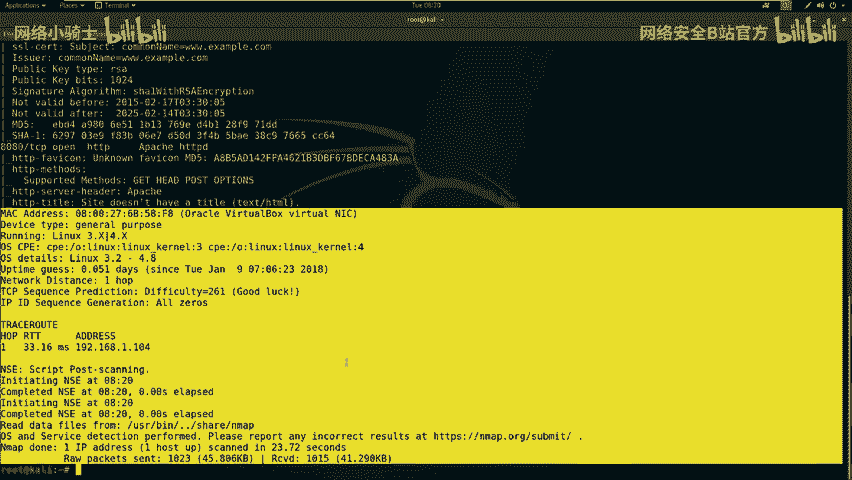 Applications Places Terminal Tue 08:20
root@kali: ~
网络小骑士 bilibili
网络安全B站官方 bilibili
| ssl-cert: Subject: commonName=www.example.com
| Issuer: commonName=www.example.com
| Public Key type: rsa
| Public Key bits: 1024
| Signature Algorithm: sha1WithRSAEncryption
| Not valid before: 2015-02-17T03:30:05
| Not valid after: 2025-02-14T03:30:05
| MD5: ebd4 a980 6e51 1b13 769e d4b1 28f9 71dd
|_SHA-1: 6297 03e9 f83b 06e7 d50d 3f4b 5bae 38c9 7665 cc64
8080/tcp open http Apache httpd
|_http-favicon: Unknown favicon MD5: A8B5AD142FFA4621B3DBF67BDECA483A
| http-methods:
|_ Supported Methods: GET HEAD POST OPTIONS
|_http-server-header: Apache
|_http-title: Site doesn't have a title (text/html).
MAC Address: 08:00:27:6B:58:F8 (Oracle VirtualBox virtual NIC)
Device type: general purpose
Running: Linux 3.X|4.X
OS CPE: cpe:/o:linux:linux_kernel:3 cpe:/o:linux:linux_kernel:4
OS details: Linux 3.2 - 4.8
Uptime guess: 0.051 days (since Tue Jan 9 07:06:23 2018)
Network Distance: 1 hop
TCP Sequence Prediction: Difficulty=261 (Good luck!)
IP ID Sequence Generation: All zeros
TRACEROUTE
HOP RTT ADDRESS
1 33.16 ms 192.168.1.104
NSE: Script Post-scanning.
Initiating NSE at 08:20
Completed NSE at 08:20, 0.00s elapsed
Initiating NSE at 08:20
Completed NSE at 08:20, 0.00s elapsed
Read data files from: /usr/bin/../share/nmap
OS and Service detection performed. Please report any incorrect results at https://nmap.org/submit/ .
Nmap done: 1 IP address (1 host up) scanned in 23.72 seconds
Raw packets sent: 1023 (45.806KB) | Rcvd: 1015 (41.290KB)
root@kali:~#